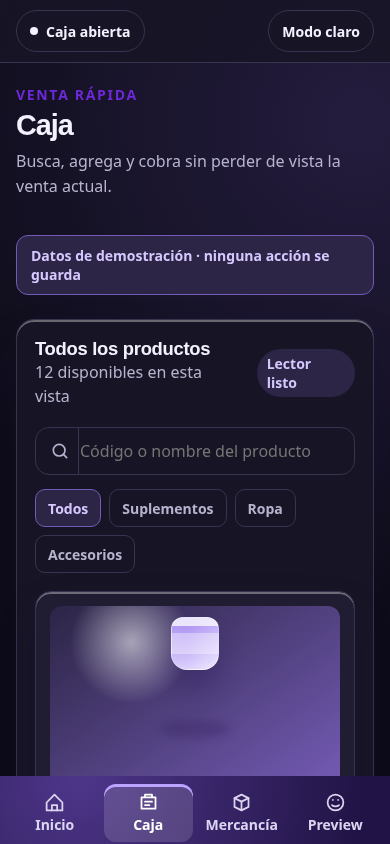 Caja abierta
Modo claro
VENTA RÁPIDA
Caja
Busca, agrega y cobra sin perder de vista la
venta actual.
Datos de demostración · ninguna acción se
guarda
Todos los productos
12 disponibles en esta
vista
Lector
listo
Código o nombre del producto
Todos
Suplementos
Ropa
Accesorios
Inicio
Caja
Mercancía
Preview